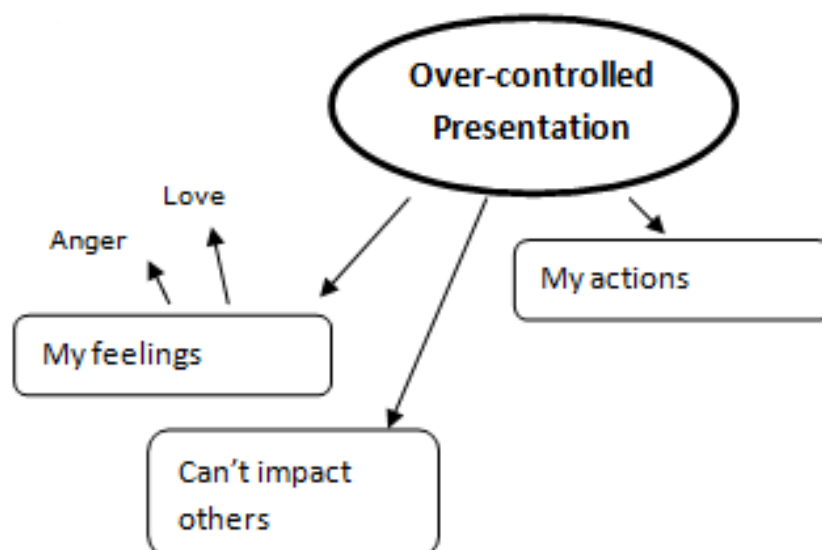 Over-controlled
Presentation
Love
Anger
My actions
My feelings
Can't impact
others